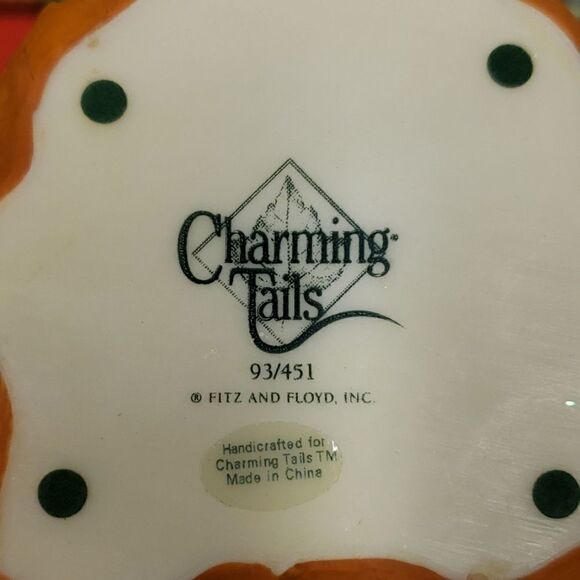 Charming®
Tails
93/451
® FITZ AND FLOYD, INC.
Handicrafted for
Charming Tails TM
Made in China